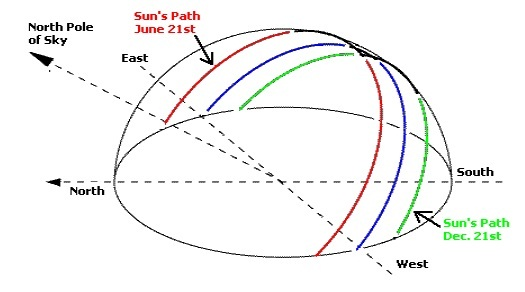 Sun's Path
June 21st
North Pole
of Sky
East
South
North
Sun's Path
Dec. 21st
West